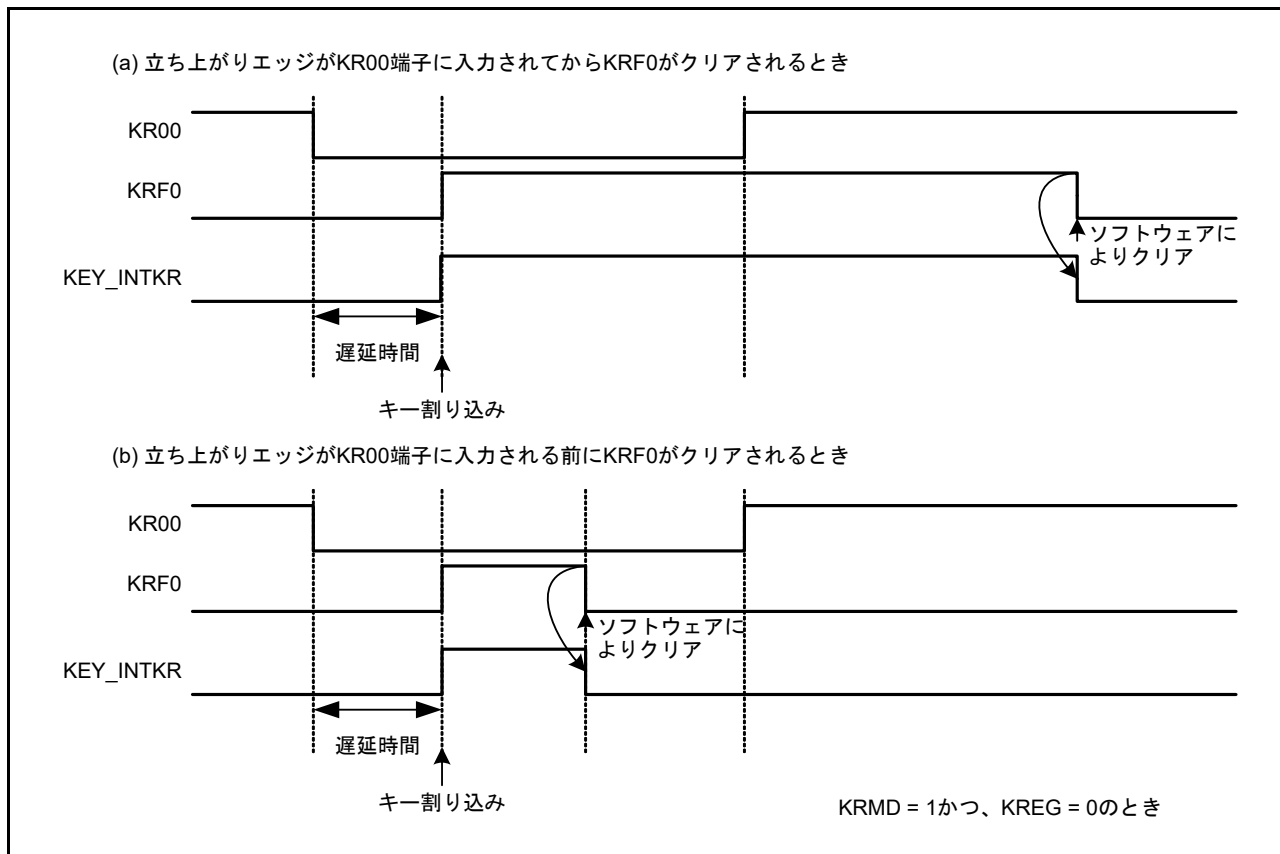 (a) 立ち上がりエッジがKR00端子に入力されてからKRF0がクリアされるとき
KR00
KRF0
ソフトウェアに
よりクリア
KEY_INTKR
遅延時間
キー割り込み
(b) 立ち上がりエッジがKR00端子に入力される前にKRF0がクリアされるとき
KR00
KRF0
ソフトウェアに
よりクリア
KEY_INTKR
遅延時間
キー割り込み
KRMD = 1かつ、KREG = 0のとき